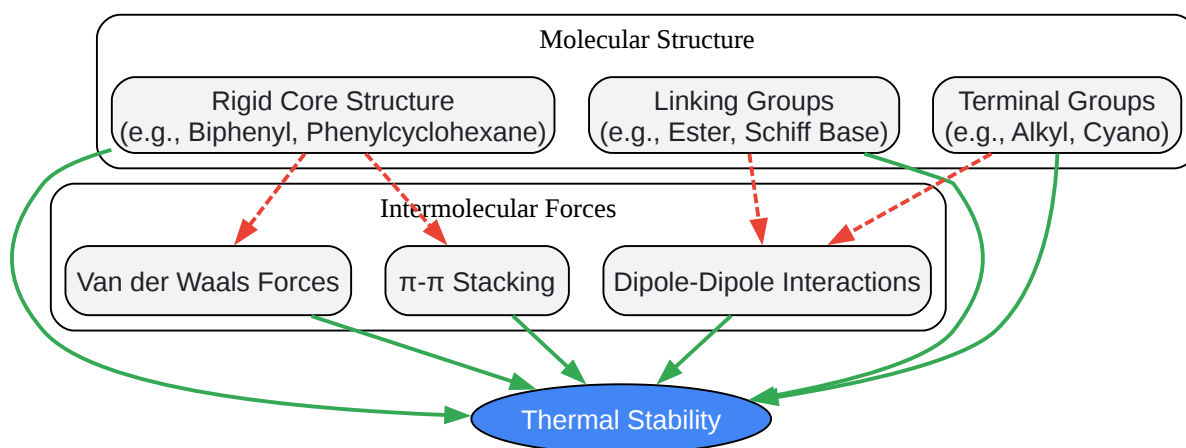 Molecular Structure
Rigid Core Structure
(e.g., Biphenyl, Phenylcyclohexane)
Linking Groups
(e.g., Ester, Schiff Base)
Terminal Groups
(e.g., Alkyl, Cyano)
Intermolecular Forces
Van der Waals Forces
π-π Stacking
Dipole-Dipole Interactions
Thermal Stability